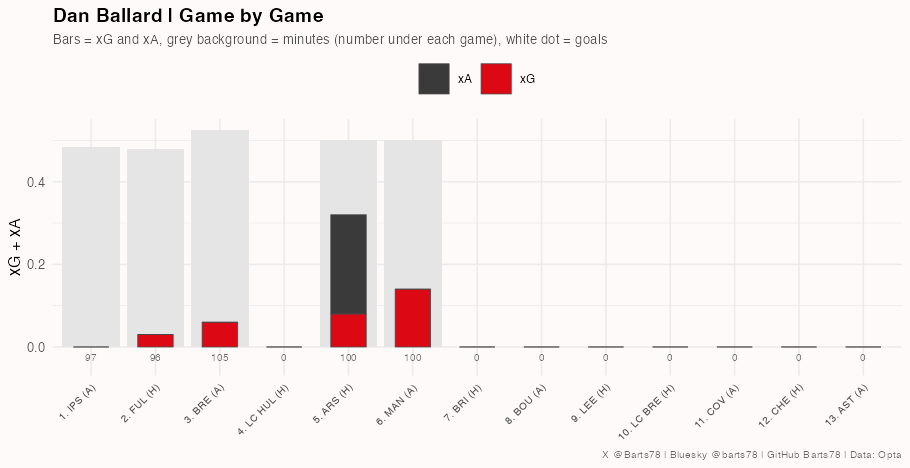 Dan Ballard | Game by Game
Bars = xG and xA, grey background = minutes (number under each game), white dot = goals
xA
xG
xG + xA
0.4
0.2
0.0
97
96
105
0
100
100
0
0
0
0
0
0
0
1. IPS (A)
2. FUL (H)
3. BRE (A)
4. LC HUL (H)
5. ARS (H)
6. MAN (A)
7. BRI (H)
8. BOU (A)
9. LEE (H)
10. LC BRE (H)
11. COV (A)
12. CHE (H)
13. AST (A)
X @Barts78 | Bluesky @barts78 | GitHub Barts78 | Data: Opta